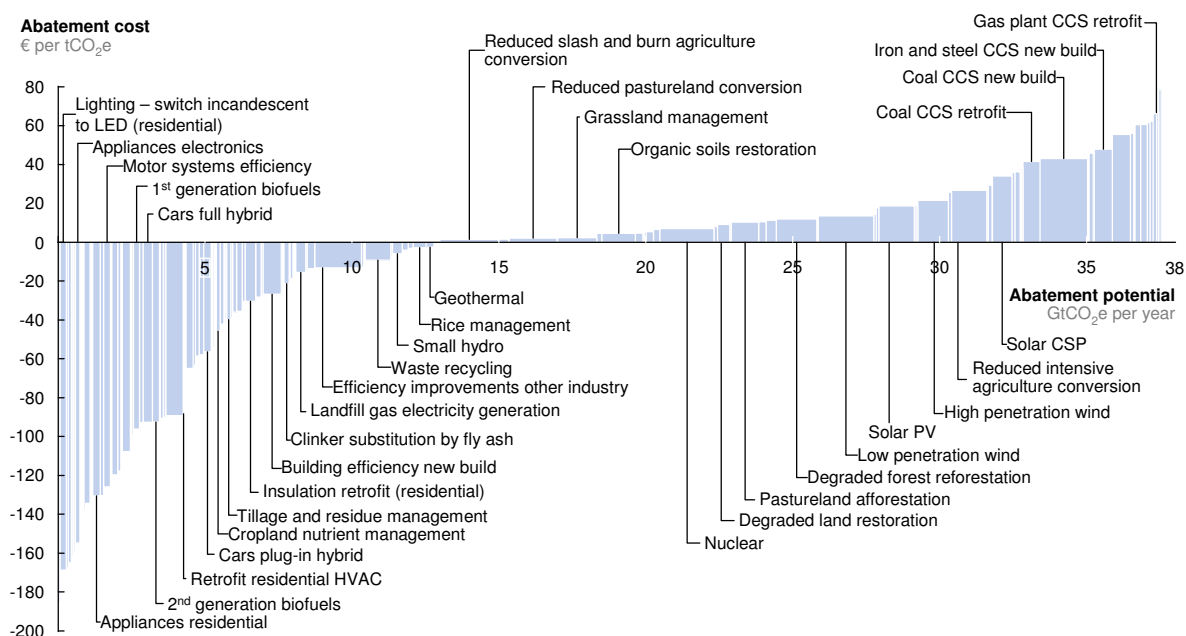 Abatement cost
€ per tCO2e
Gas plant CCS retrofit
Iron and steel CCS new build
Coal CCS new build
Coal CCS retrofit
Reduced slash and burn agriculture
conversion
Reduced pastureland conversion
Grassland management
Organic soils restoration
Lighting – switch incandescent
to LED (residential)
Appliances electronics
Motor systems efficiency
1st generation biofuels
Cars full hybrid
80
60
40
20
0
-20
-40
-60
-80
-100
-120
-140
-160
-180
-200
5
10
15
20
25
30
35
38
Abatement potential
GtCO2e per year
Geothermal
Rice management
Small hydro
Waste recycling
Efficiency improvements other industry
Landfill gas electricity generation
Clinker substitution by fly ash
Building efficiency new build
Insulation retrofit (residential)
Tillage and residue management
Cropland nutrient management
Cars plug-in hybrid
Retrofit residential HVAC
2nd generation biofuels
Appliances residential
Solar CSP
Reduced intensive
agriculture conversion
High penetration wind
Solar PV
Low penetration wind
Degraded forest reforestation
Pastureland afforestation
Degraded land restoration
Nuclear